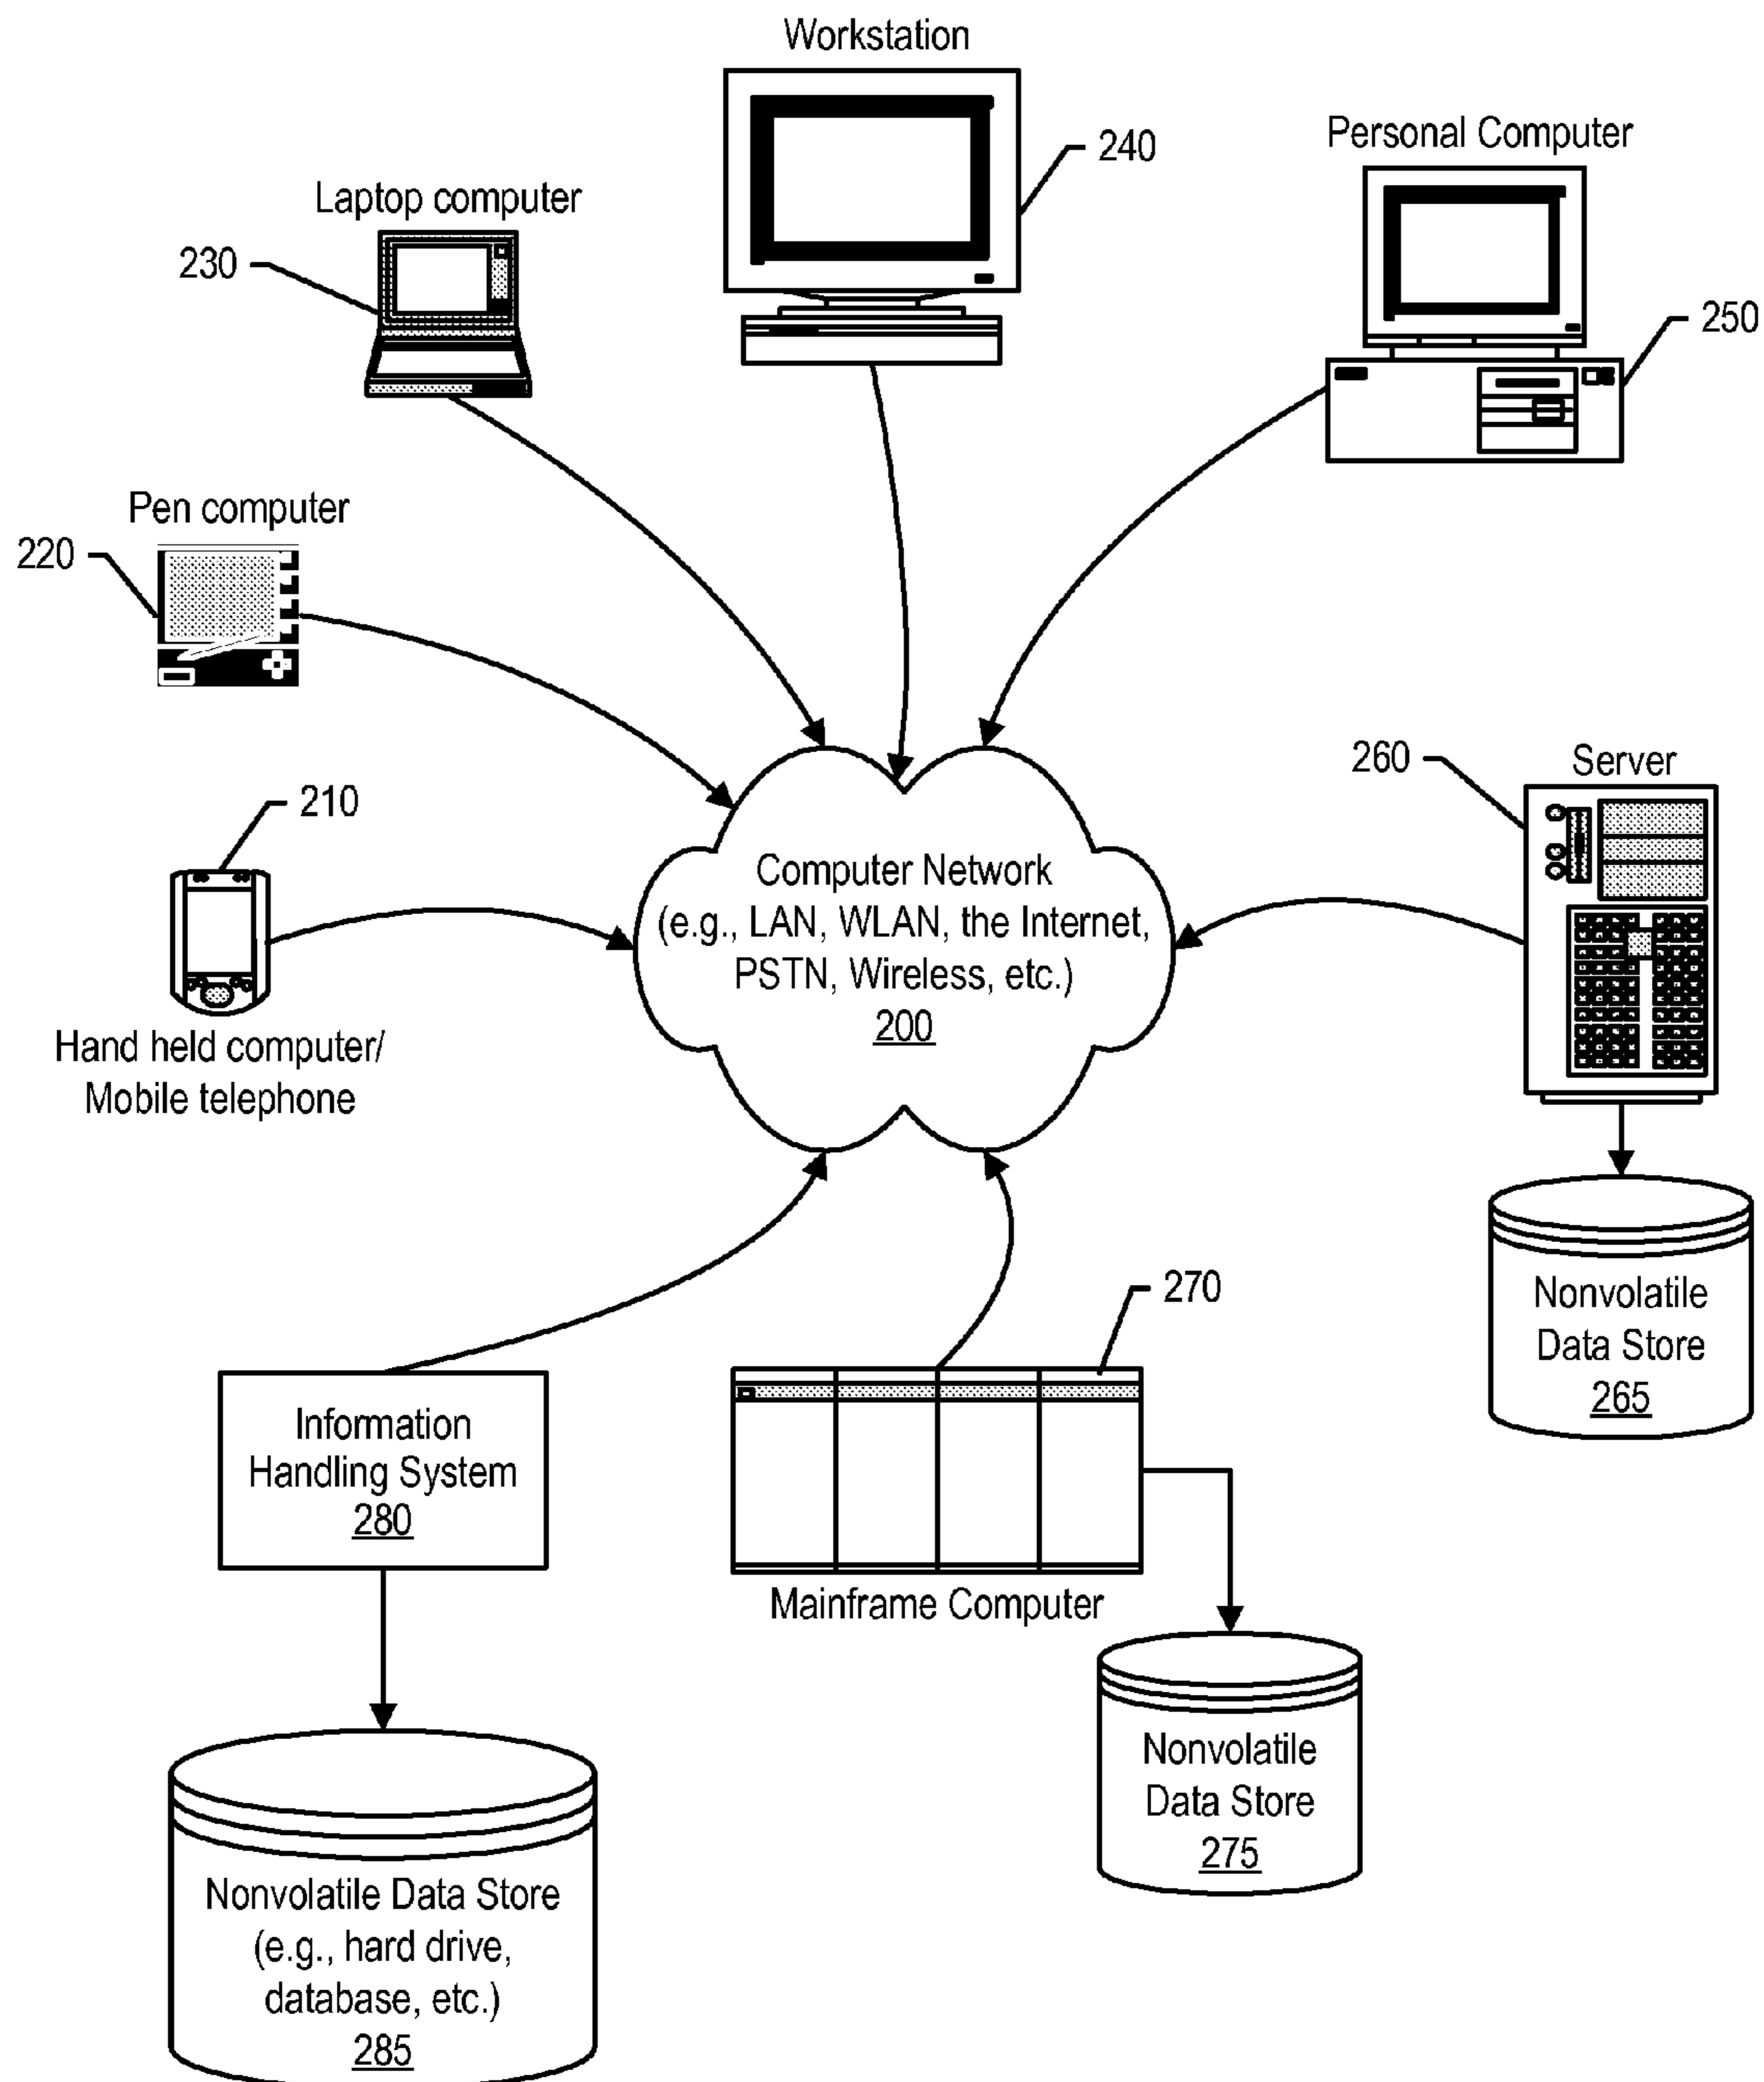 Workstation
240
Personal Computer
250
Laptop computer
230
Pen computer
220
210
Hand held computer/
Mobile telephone
Computer Network
(e.g., LAN, WLAN, the Internet,
PSTN, Wireless, etc.)
200
260
Server
Nonvolatile
Data Store
265
270
Mainframe Computer
Nonvolatile
Data Store
275
Information
Handling System
280
Nonvolatile Data Store
(e.g., hard drive,
database, etc.)
285